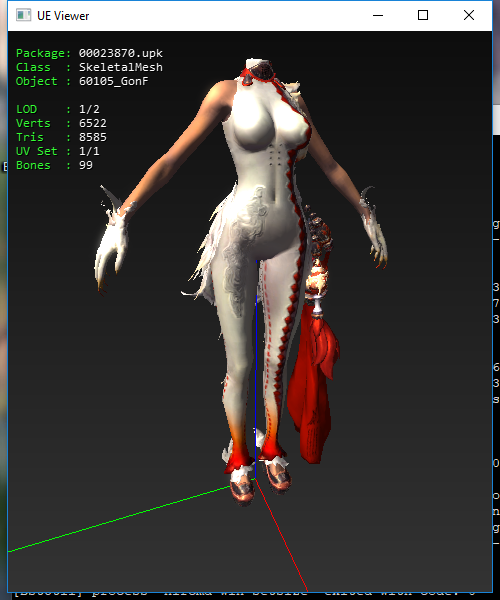 UE Viewer
Package: 00023870.upk
Class : SkeletalMesh
Object : 60105_GonF
LOD : 1/2
Verts : 6522
Tris : 8585
UV Set : 1/1
Bones : 99